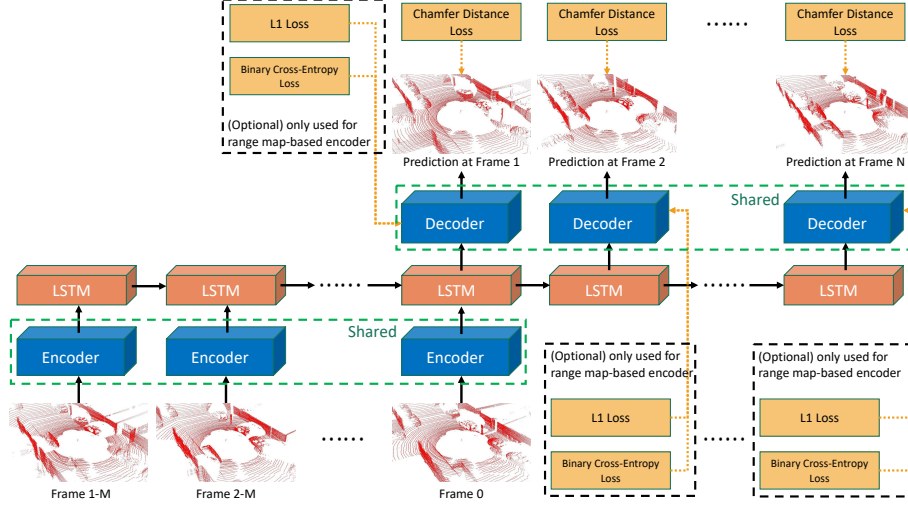 L1 Loss
Binary Cross-Entropy
Loss
(Optional) only used for
range map-based encoder
Chamfer Distance
Loss
Chamfer Distance
Loss
......
Chamfer Distance
Loss
Prediction at Frame 1
Prediction at Frame 2
Prediction at Frame N
Shared
Decoder
Decoder
Decoder
LSTM
LSTM
......
LSTM
LSTM
......
LSTM
Shared
Encoder
Encoder
Encoder
Frame 1-M
Frame 2-M
......
Frame 0
(Optional) only used for
range map-based encoder
L1 Loss
Binary Cross-Entropy
Loss
......
(Optional) only used for
range map-based encoder
L1 Loss
Binary Cross-Entropy
Loss